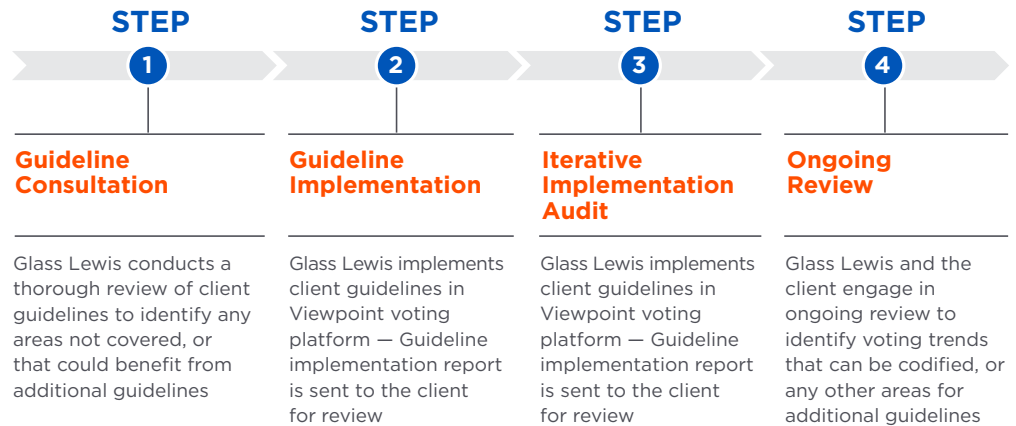 STEP
1
Guideline
Consultation
Glass Lewis conducts a
thorough review of client
guidelines to identify any
areas not covered, or
that could benefit from
additional guidelines
STEP
2
Guideline
Implementation
Glass Lewis implements
client guidelines in
Viewpoint voting
platform — Guideline
implementation report
is sent to the client
for review
STEP
3
Iterative
Implementation
Audit
Glass Lewis implements
client guidelines in
Viewpoint voting
platform — Guideline
implementation report
is sent to the client
for review
STEP
4
Ongoing
Review
Glass Lewis and the
client engage in
ongoing review to
identify voting trends
that can be codified, or
any other areas for
additional guidelines